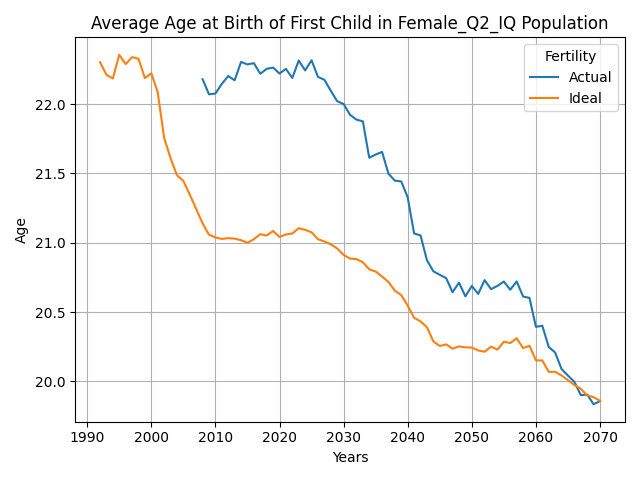 Average Age at Birth of First Child in Female_Q2_IQ Population
Fertility
Actual
Ideal
Age
22.0
21.5
21.0
20.5
20.0
1990 2000 2010 2020 2030 2040 2050 2060 2070
Years